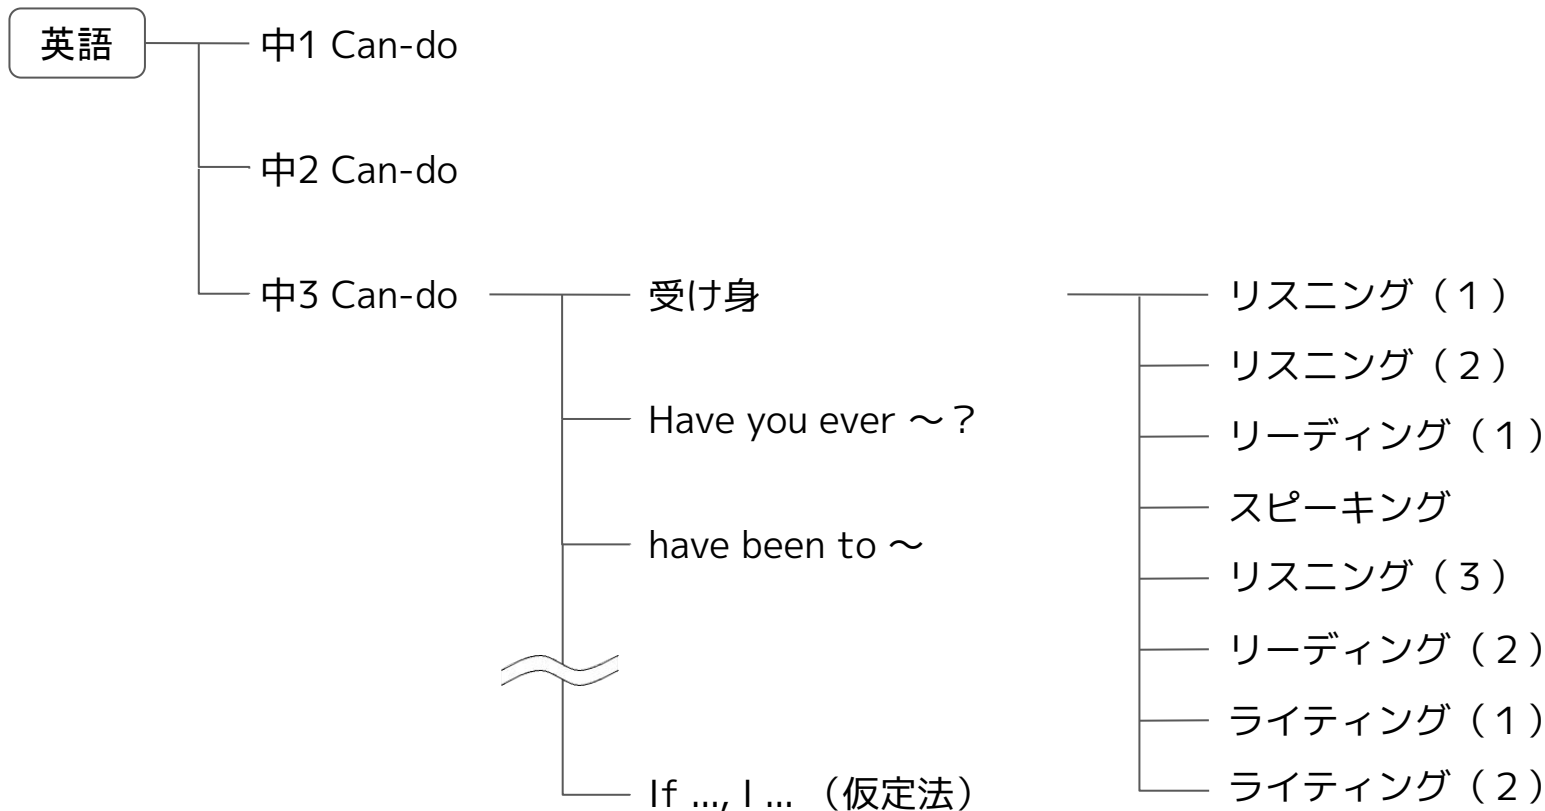 英語
中1 Can-do
中2 Can-do
中3 Can-do
受け身
Have you ever ～？
have been to ～
If ..., I ... （仮定法）
リスニング（１）
リスニング（２）
リーディング（１）
スピーキング
リスニング（３）
リーディング（２）
ライティング（１）
ライティング（２）